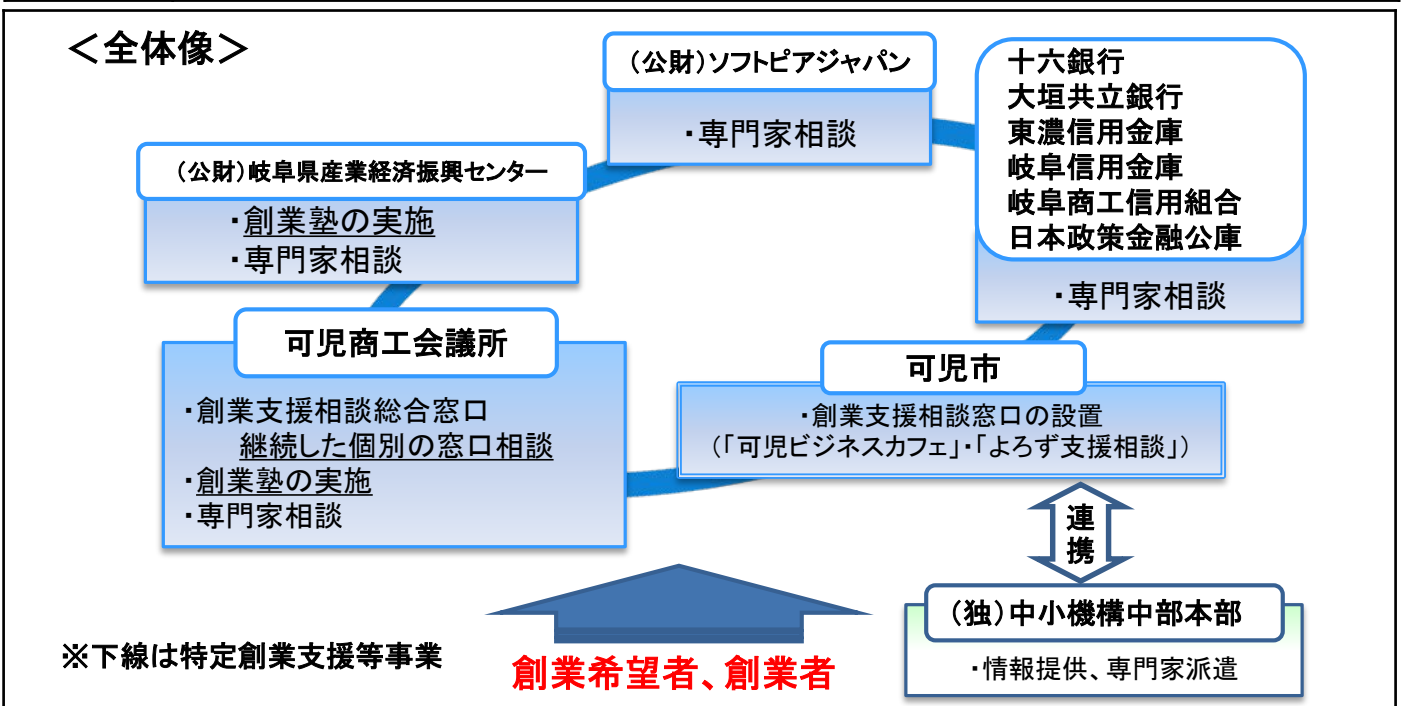 ＜全体像＞
（公財）ソフトピアジャパン
・専門家相談
十六銀行
大垣共立銀行
東濃信用金庫
岐阜信用金庫
岐阜商工信用組合
日本政策金融公庫
・専門家相談
（公財）岐阜県産業経済振興センター
・創業塾の実施
・専門家相談
可児商工会議所
・創業支援相談総合窓口
継続した個別の窓口相談
・創業塾の実施
・専門家相談
可児市
・創業支援相談窓口の設置
（「可児ビジネスカフェ」・「よろず支援相談」）
連
携
（独）中小機構中部本部
・情報提供、専門家派遣
創業希望者、創業者
※下線は特定創業支援等事業